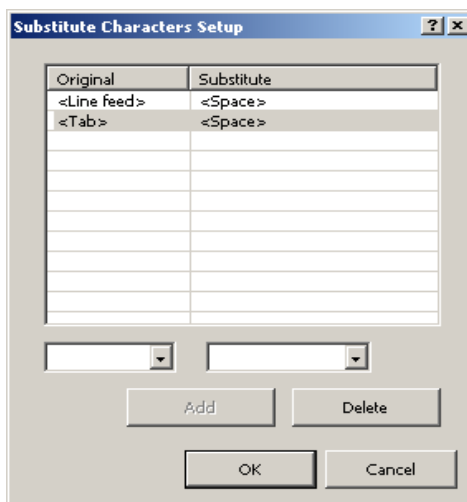 Substitute Characters Setup
Original Substitute
<Line feed> <Space>
<Tab> <Space>
Add Delete
OK Cancel